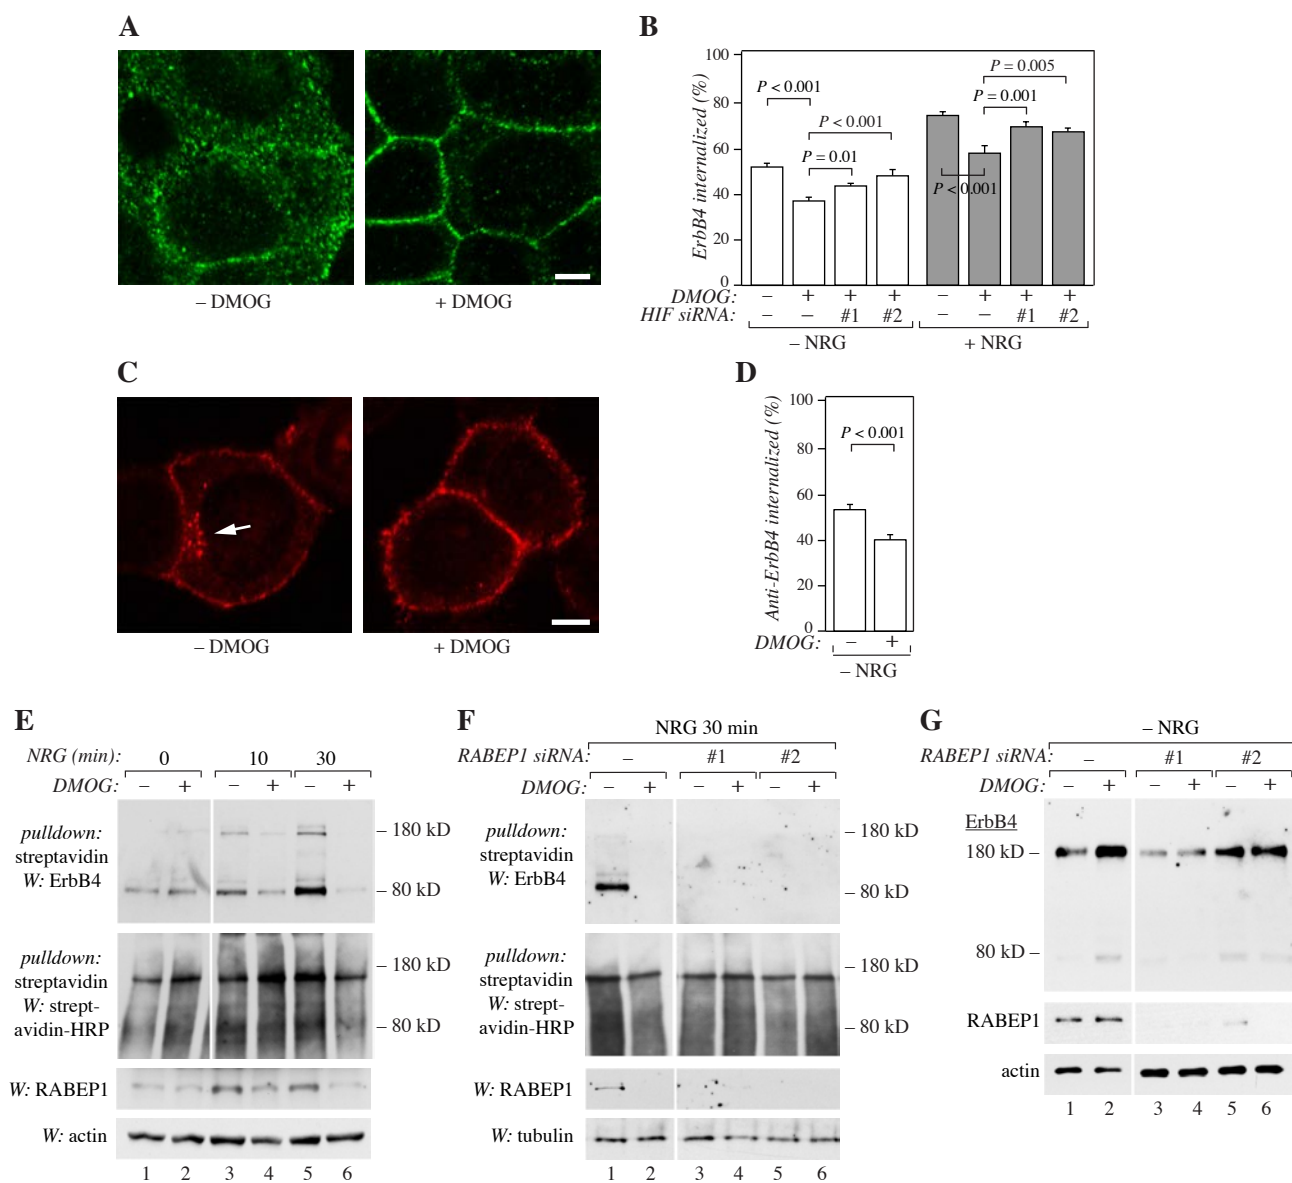 A
– DMOG
+ DMOG
B
ErbB4 internalized (%)
100
80
60
40
20
0
P < 0.001
P < 0.001
P = 0.01
P = 0.005
P = 0.001
P < 0.001
DMOG: – + + + – + + +
HIF siRNA: – – #1 #2 – – #1 #2
– NRG + NRG
C
– DMOG
+ DMOG
D
Anti-ErbB4 internalized (%)
100
80
60
40
20
0
P < 0.001
DMOG: – +
– NRG
E
NRG (min): 0 10 30
DMOG: – + – + – +
pulldown:
streptavidin
W: ErbB4
– 180 kD
– 80 kD
pulldown:
streptavidin
W: strept-
avidin-HRP
– 180 kD
– 80 kD
W: RABEP1
W: actin
1 2 3 4 5 6
F
NRG 30 min
RABEP1 siRNA: – #1 #2
DMOG: – + – + – +
pulldown:
streptavidin
W: ErbB4
– 180 kD
– 80 kD
pulldown:
streptavidin
W: strept-
avidin-HRP
– 180 kD
– 80 kD
W: RABEP1
W: tubulin
1 2 3 4 5 6
G
– NRG
RABEP1 siRNA: – #1 #2
DMOG: – + – + – +
ErbB4
180 kD –
80 kD –
RABEP1
actin
1 2 3 4 5 6